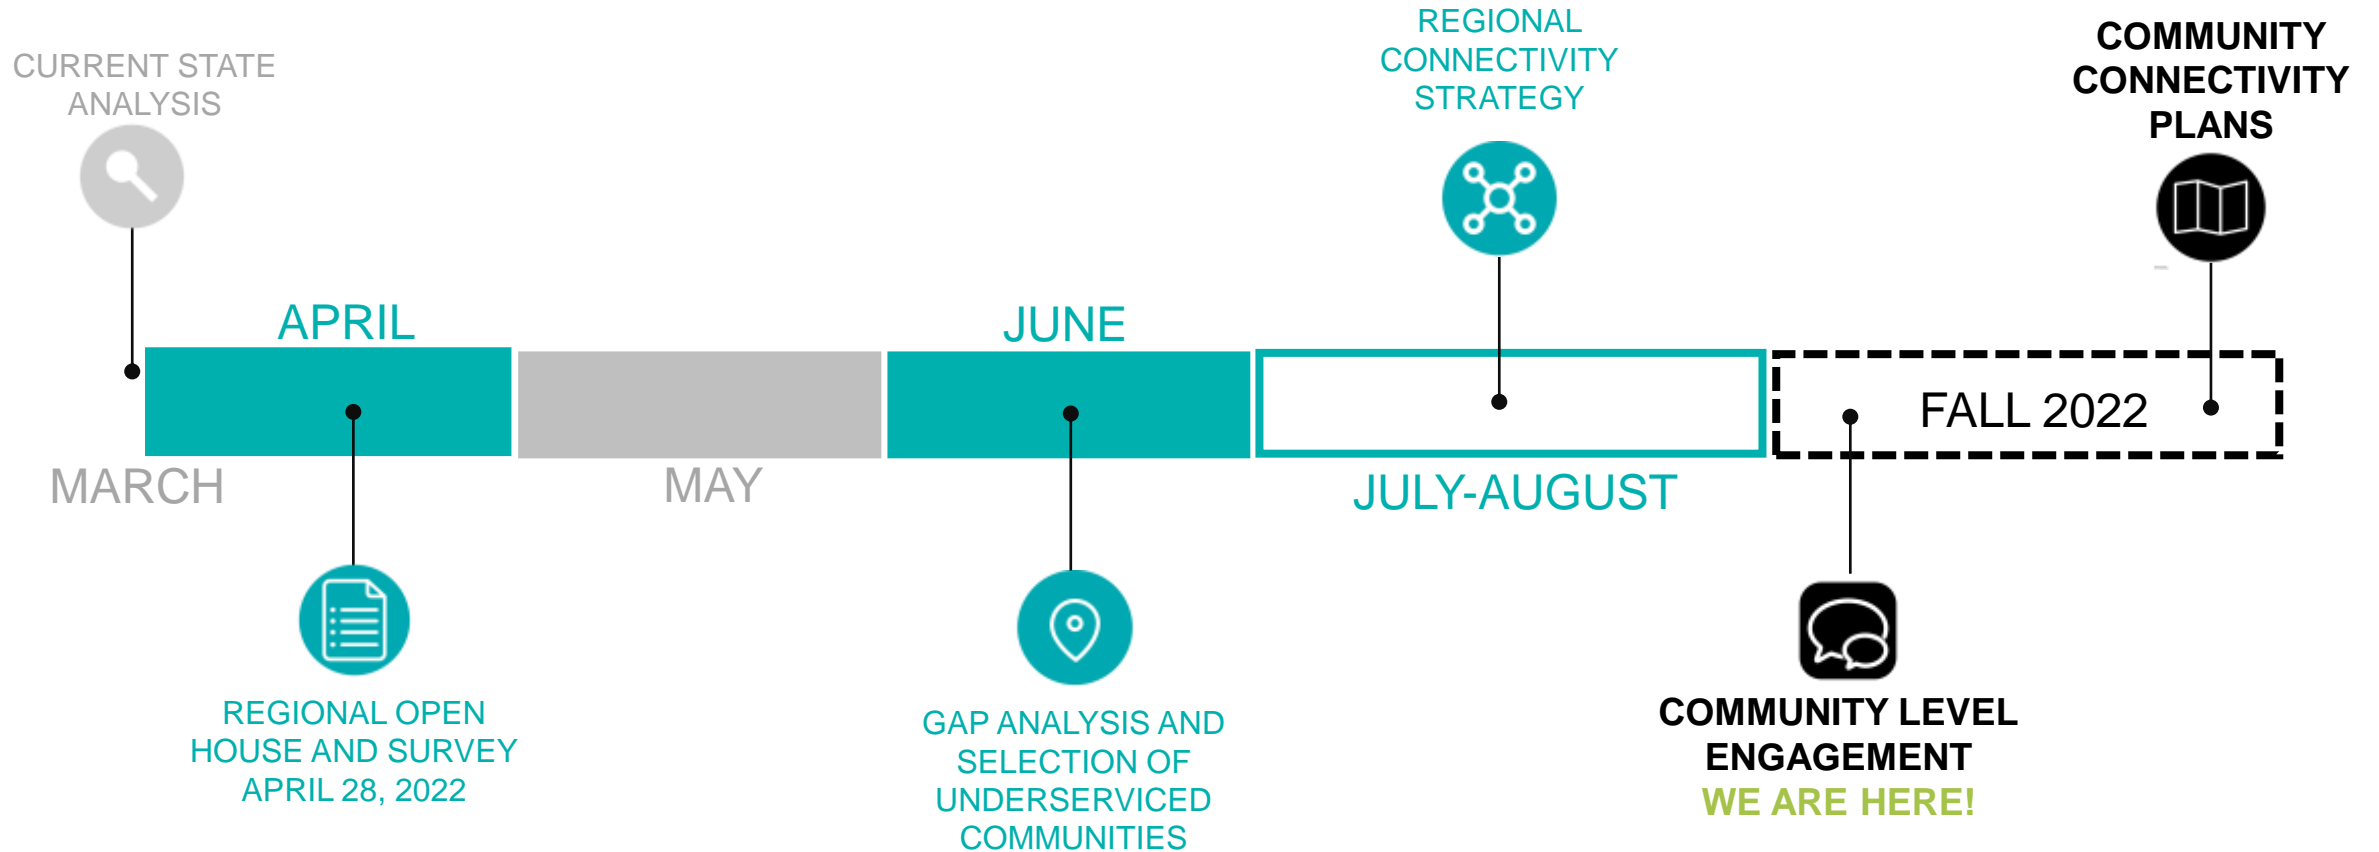 CURRENT STATE
ANALYSIS
REGIONAL
CONNECTIVITY
STRATEGY
COMMUNITY
CONNECTIVITY
PLANS
APRIL
JUNE
FALL 2022
MARCH
MAY
JULY-AUGUST
REGIONAL OPEN
HOUSE AND SURVEY
APRIL 28, 2022
GAP ANALYSIS AND
SELECTION OF
UNDERSERVICED
COMMUNITIES
COMMUNITY LEVEL
ENGAGEMENT
WE ARE HERE!